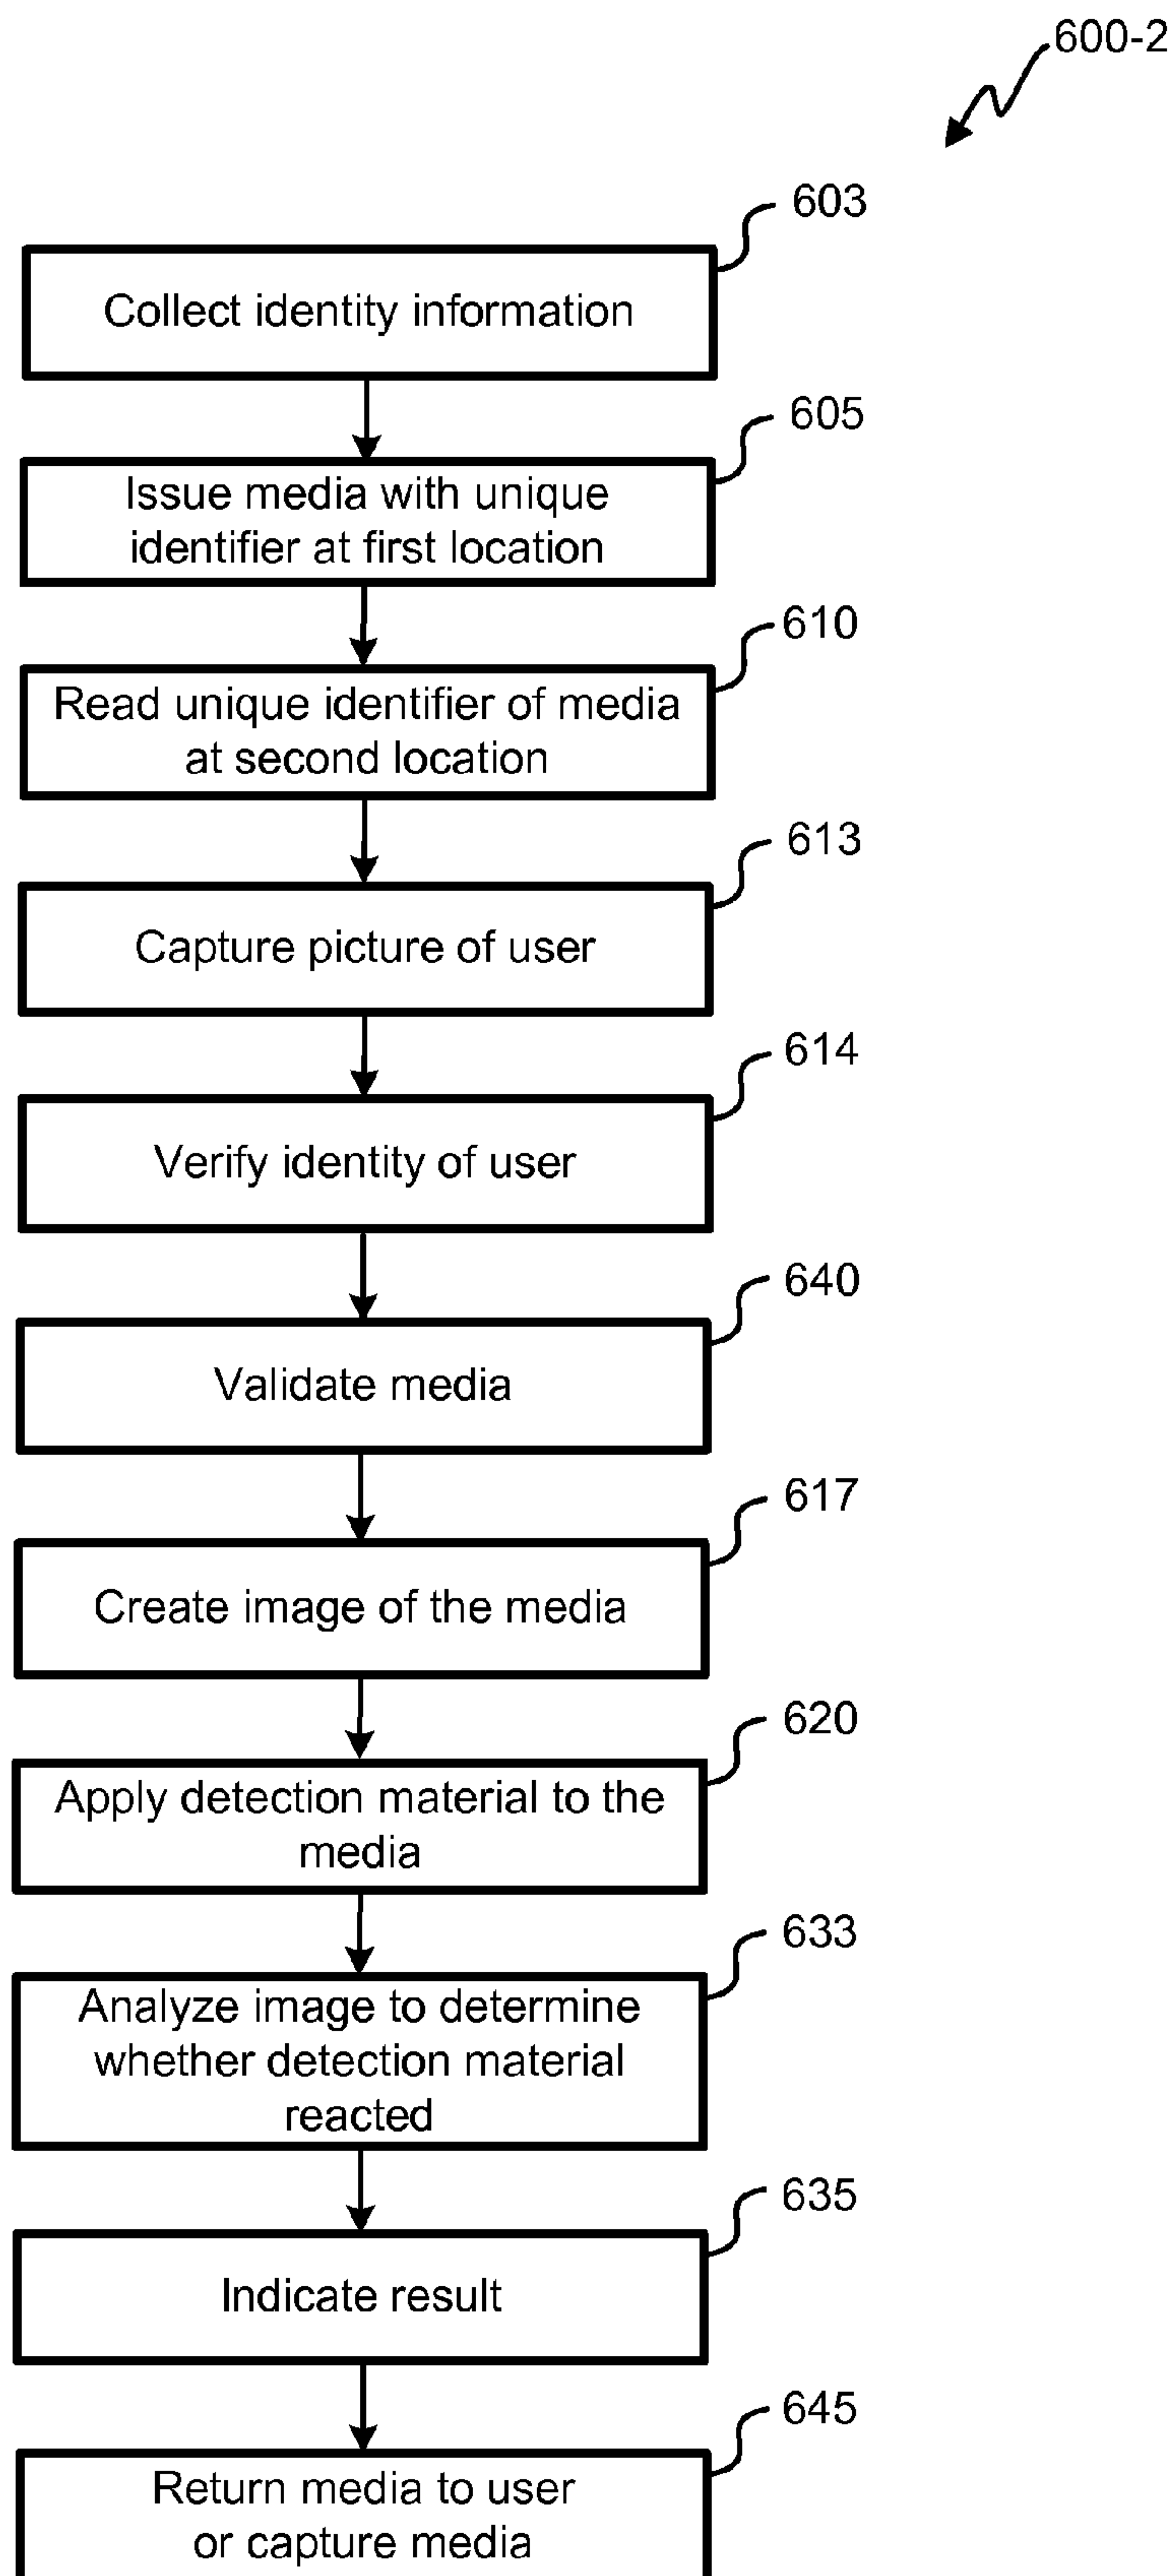 600-2
603
Collect identity information
605
Issue media with unique
identifier at first location
610
Read unique identifier of media
at second location
613
Capture picture of user
614
Verify identity of user
640
Validate media
617
Create image of the media
620
Apply detection material to the
media
633
Analyze image to determine
whether detection material
reacted
635
Indicate result
645
Return media to user
or capture media